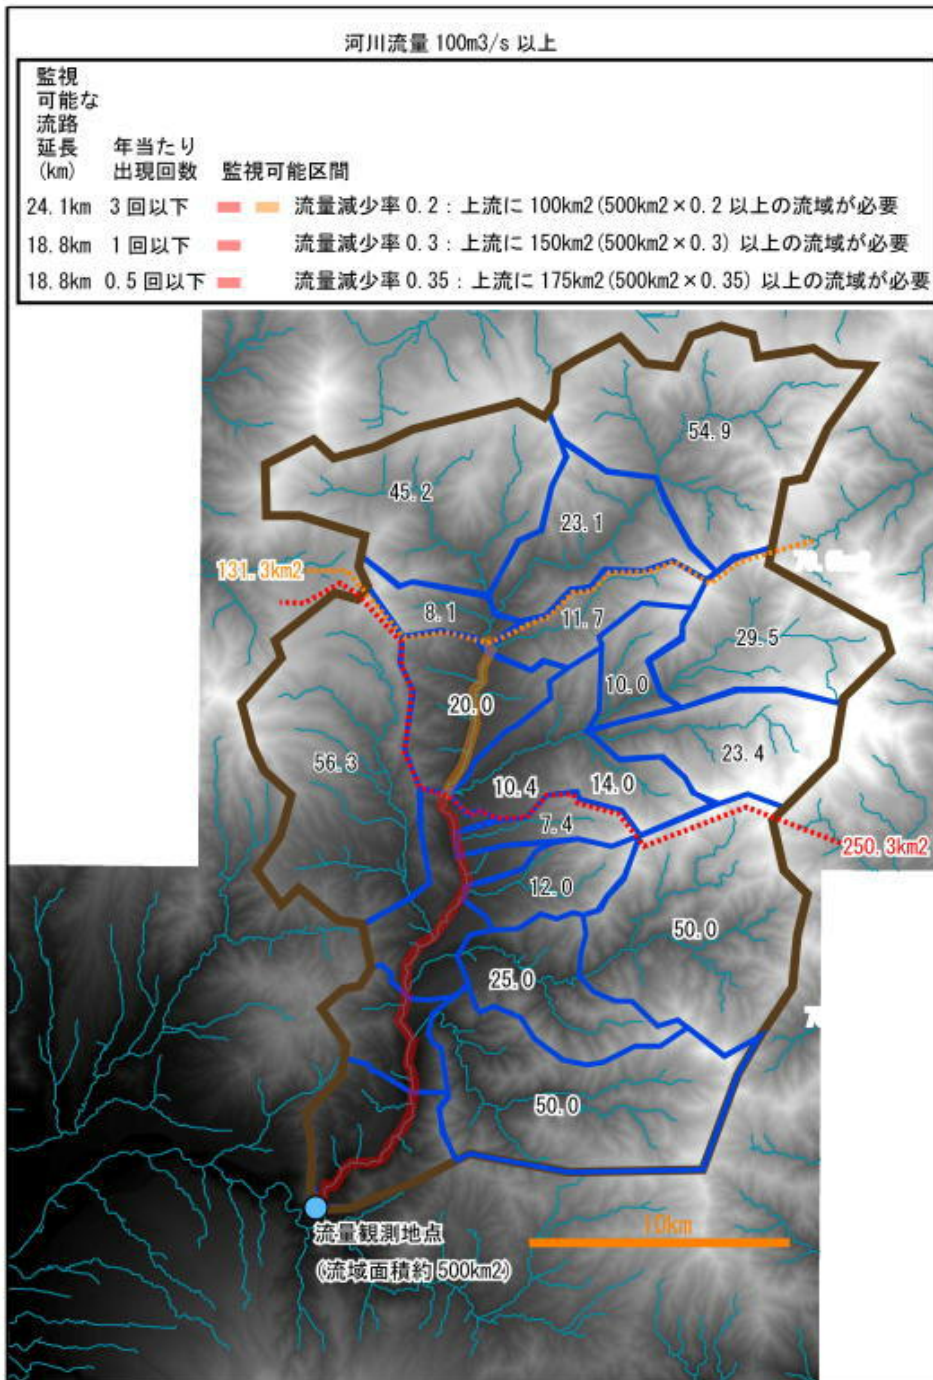 河川流量 100m3/s 以上
監視
可能な
流路
延長 年当たり
(km) 出現回数 監視可能区間
24.1km 3 回以下 流量減少率 0.2：上流に 100km2(500km2×0.2 以上の流域が必要
18.8km 1 回以下 流量減少率 0.3：上流に 150km2(500km2×0.3) 以上の流域が必要
18.8km 0.5 回以下 流量減少率 0.35：上流に 175km2(500km2×0.35) 以上の流域が必要
54.9
45.2
23.1
131.3km2
8.1
11.7
29.5
10.0
20.0
23.4
56.3
10.4
14.0
7.4
250.3km2
12.0
50.0
25.0
50.0
流量観測地点
10km
(流域面積約 500km2)